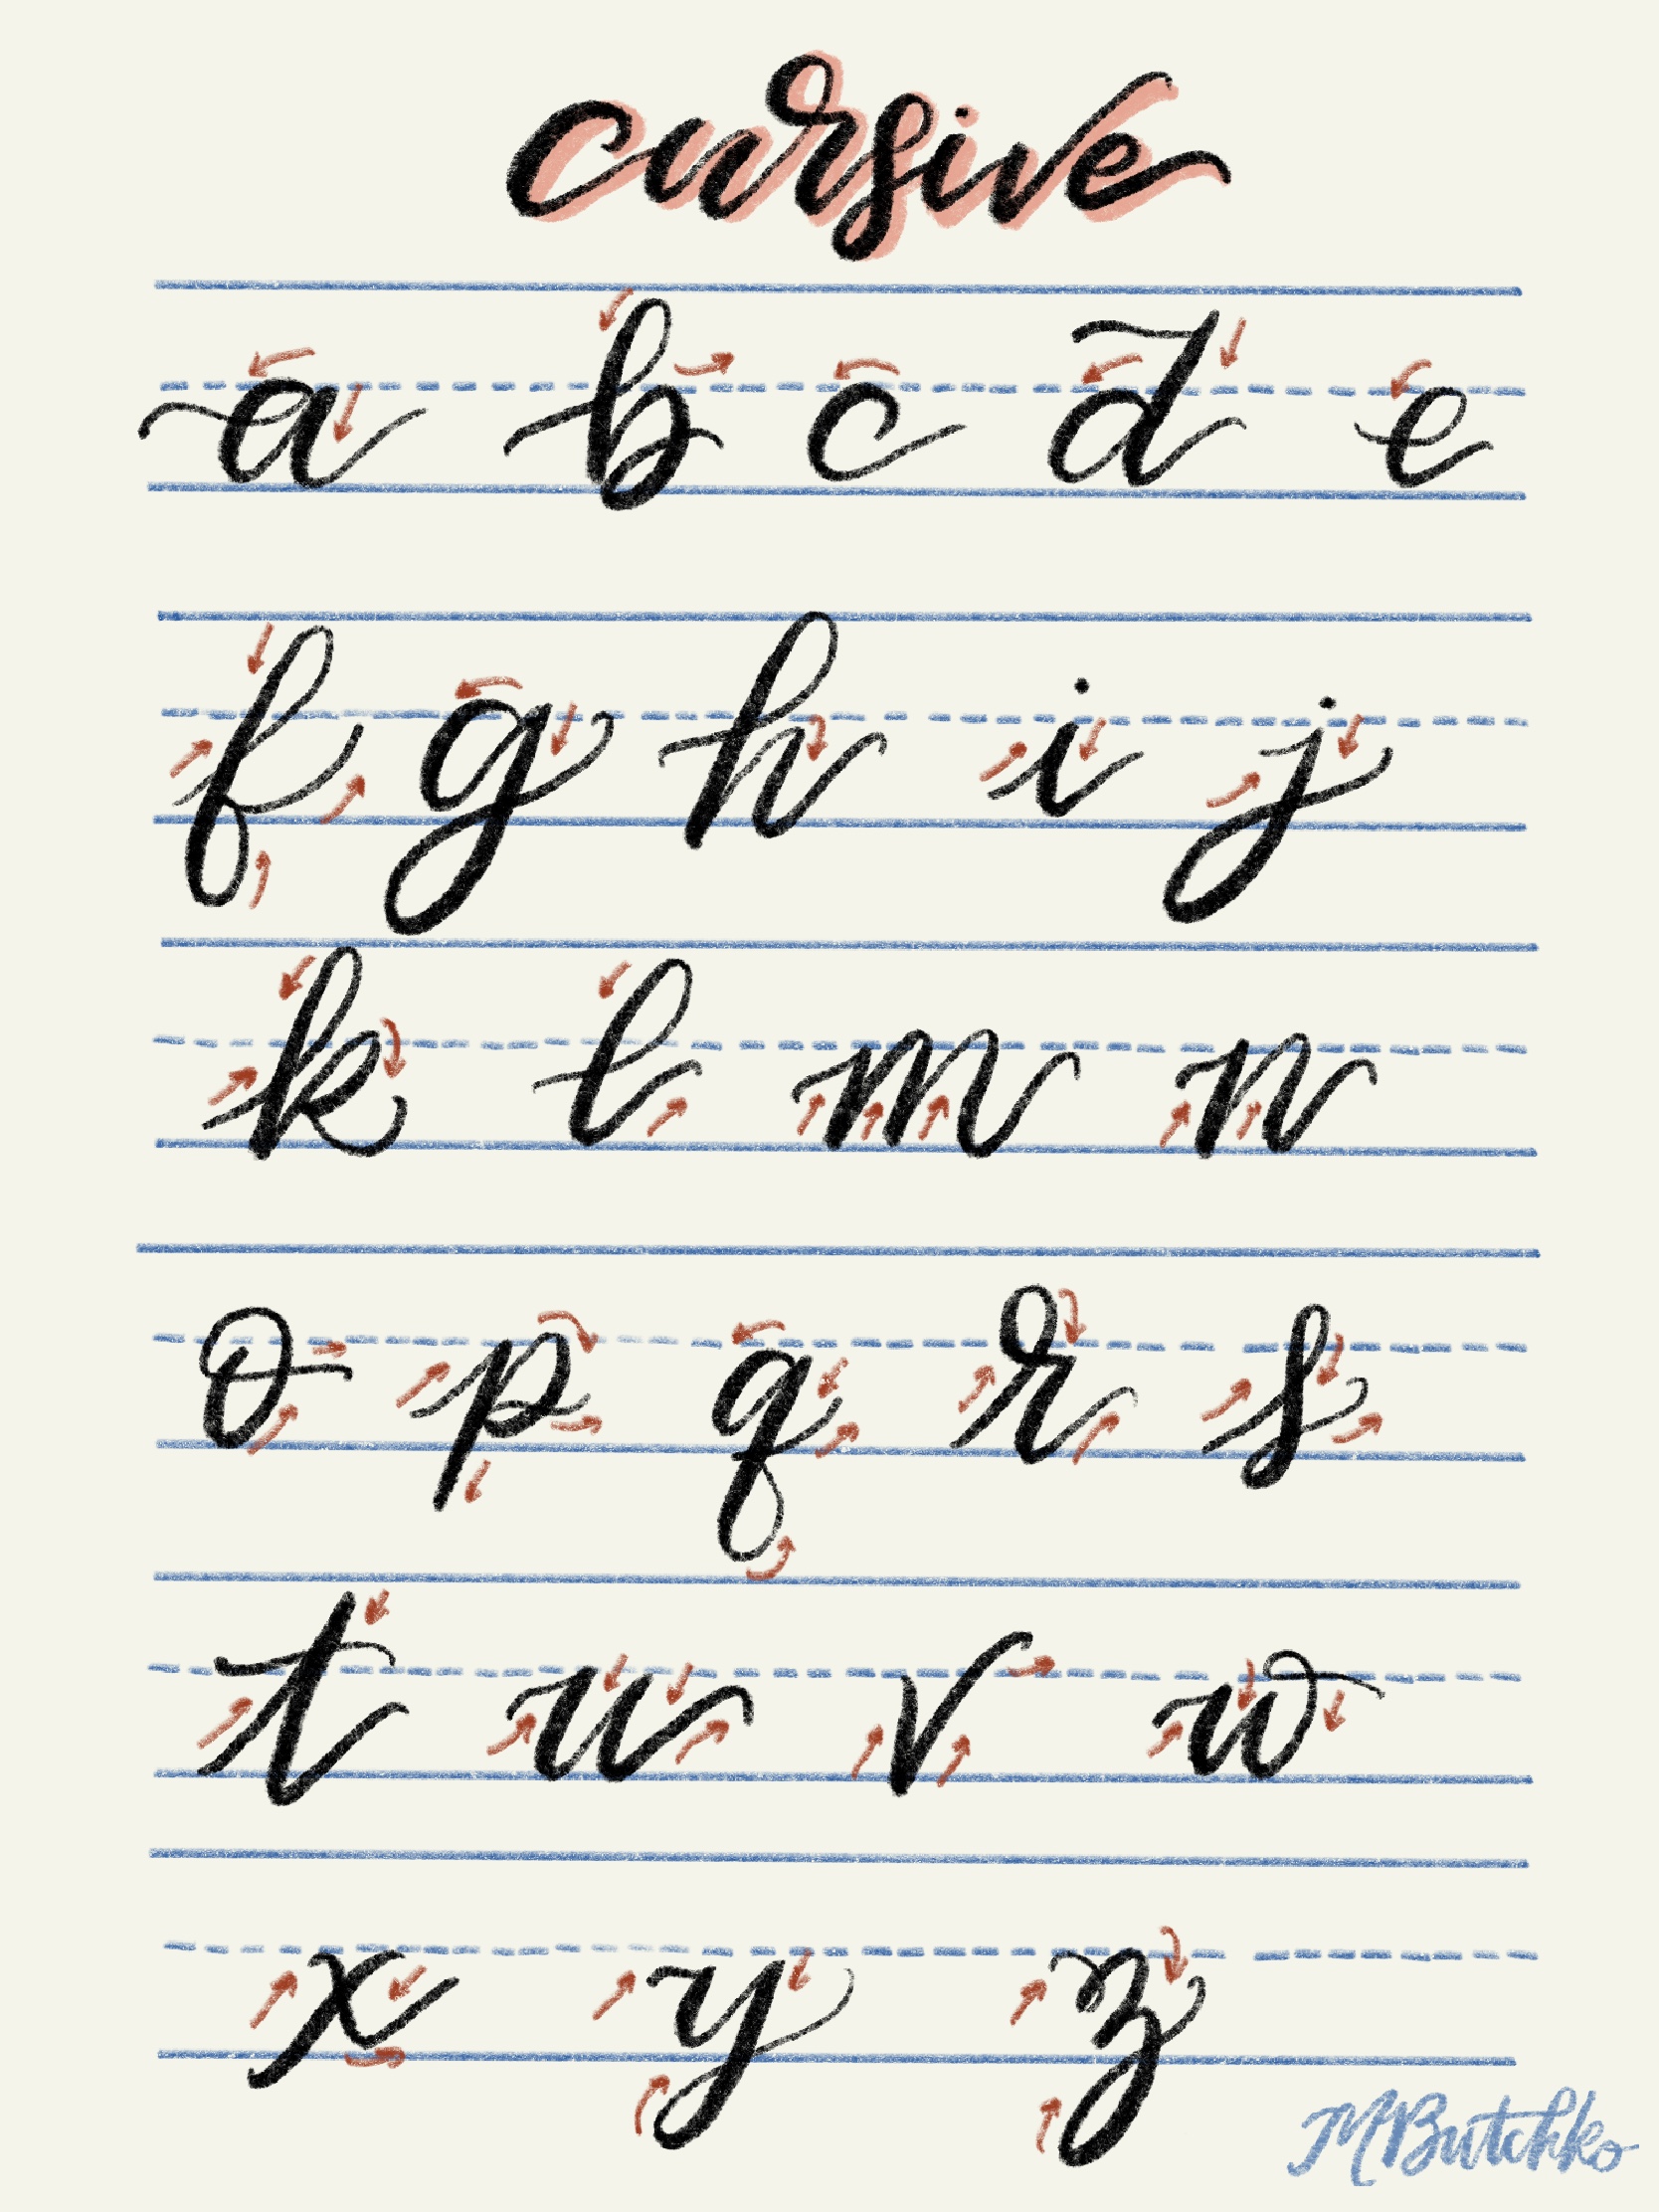 cursive
a b c d e
f g h i j
k l m n
o p q r s
t u v w
x y z
MButchko